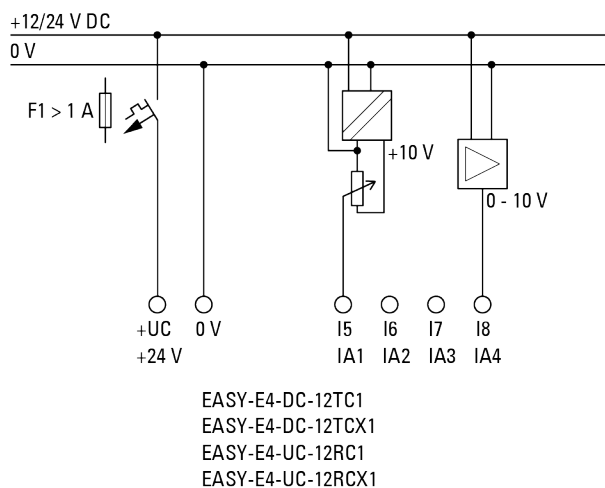 +12/24 V DC
0 V
F1 > 1 A
+10 V
0 - 10 V
+UC 0 V I5 I6 I7 I8
+24 V IA1 IA2 IA3 IA4
EASY-E4-DC-12TC1
EASY-E4-DC-12TCX1
EASY-E4-UC-12RC1
EASY-E4-UC-12RCX1